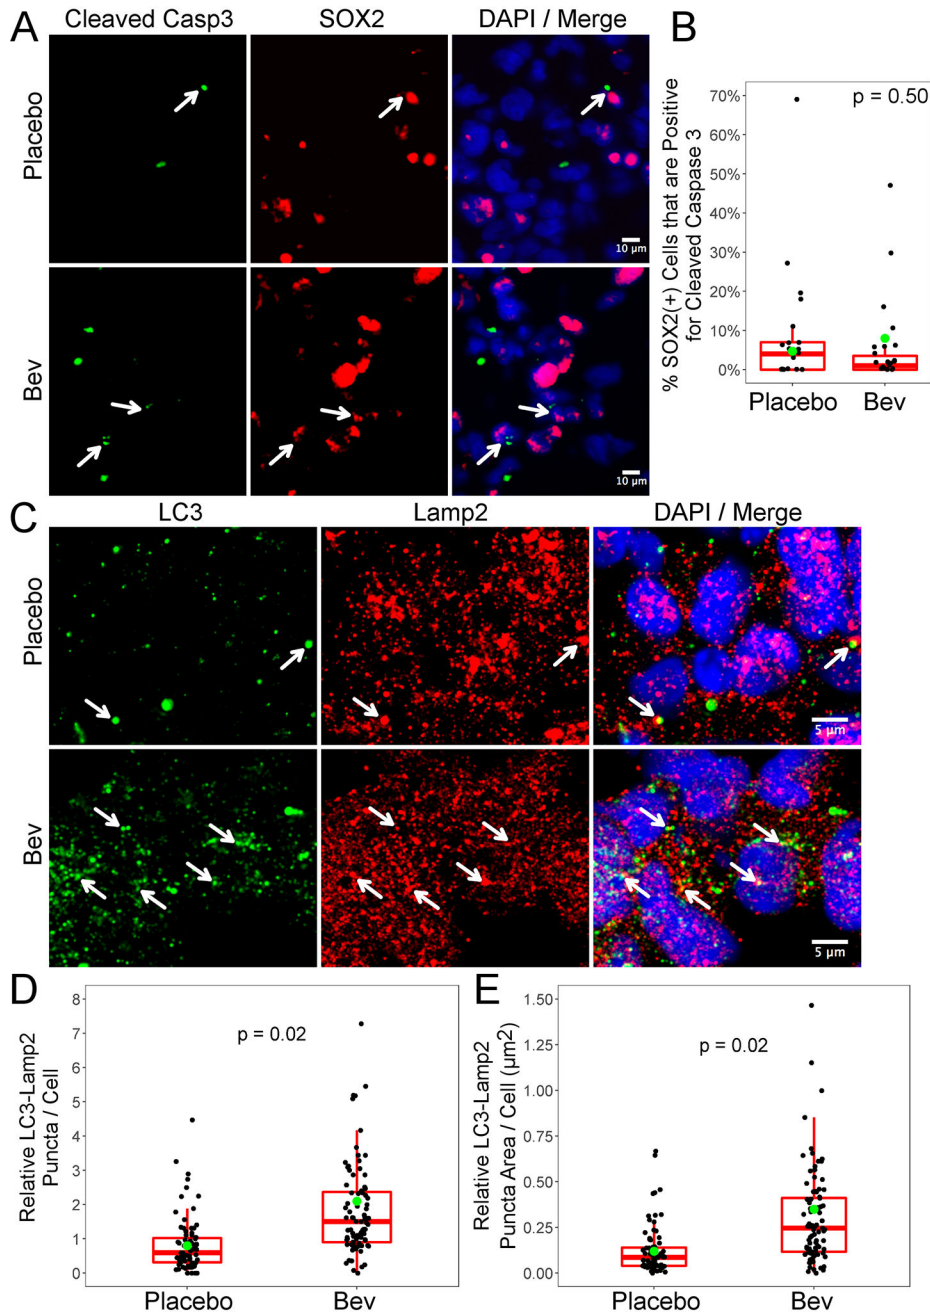 A
Cleaved Casp3
SOX2
DAPI / Merge
Placebo
10 µm
Bev
10 µm
B
% SOX2(+) Cells that are Positive
for Cleaved Caspase 3
p = 0.50
70%
60%
50%
40%
30%
20%
10%
0%
Placebo
Bev
C
LC3
Lamp2
DAPI / Merge
Placebo
5 µm
Bev
5 µm
D
Relative LC3-Lamp2
Puncta / Cell
p = 0.02
8
7
6
5
4
3
2
1
0
Placebo
Bev
E
Relative LC3-Lamp2
Puncta Area / Cell (µm2)
p = 0.02
1.50
1.25
1.00
0.75
0.50
0.25
0.00
Placebo
Bev